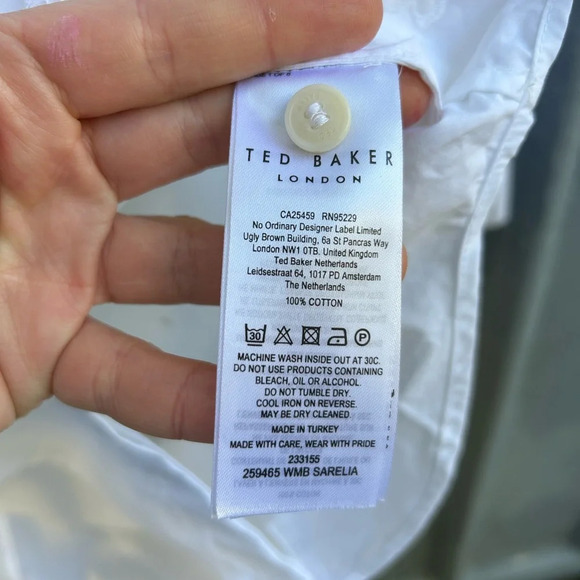 TED BAKER
LONDON
CA25459 RN95229
No Ordinary Designer Label Limited
Ugly Brown Building, 6a St Pancras Way
London NW1 0TB. United Kingdom
Ted Baker Netherlands
Leidsestraat 64, 1017 PD Amsterdam
The Netherlands
100% COTTON
30 P
MACHINE WASH INSIDE OUT AT 30C.
DO NOT USE PRODUCTS CONTAINING
BLEACH, OIL OR ALCOHOL.
DO NOT TUMBLE DRY.
COOL IRON ON REVERSE.
MAY BE DRY CLEANED
MADE IN TURKEY
MADE WITH CARE, WEAR WITH PRIDE
233155
259465 WMB SARELIA